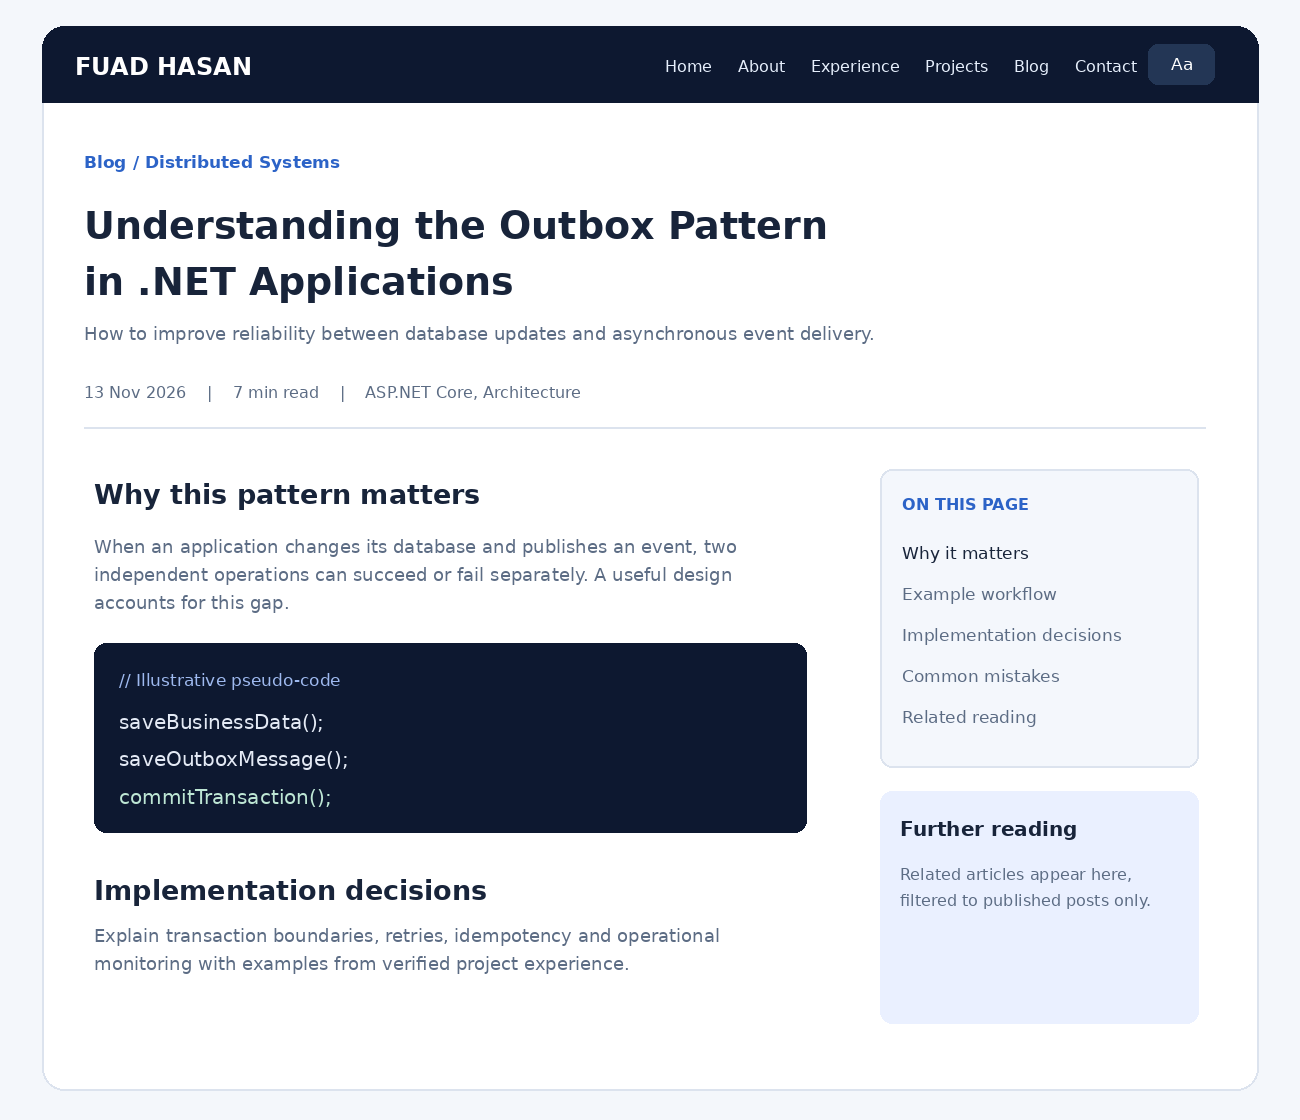 FUAD HASAN
Home About Experience Projects Blog Contact Aa
Blog / Distributed Systems
Understanding the Outbox Pattern
in .NET Applications
How to improve reliability between database updates and asynchronous event delivery.
13 Nov 2026 | 7 min read | ASP.NET Core, Architecture
Why this pattern matters
When an application changes its database and publishes an event, two
independent operations can succeed or fail separately. A useful design
accounts for this gap.
// Illustrative pseudo-code
saveBusinessData();
saveOutboxMessage();
commitTransaction();
Implementation decisions
Explain transaction boundaries, retries, idempotency and operational
monitoring with examples from verified project experience.
ON THIS PAGE
Why it matters
Example workflow
Implementation decisions
Common mistakes
Related reading
Further reading
Related articles appear here,
filtered to published posts only.